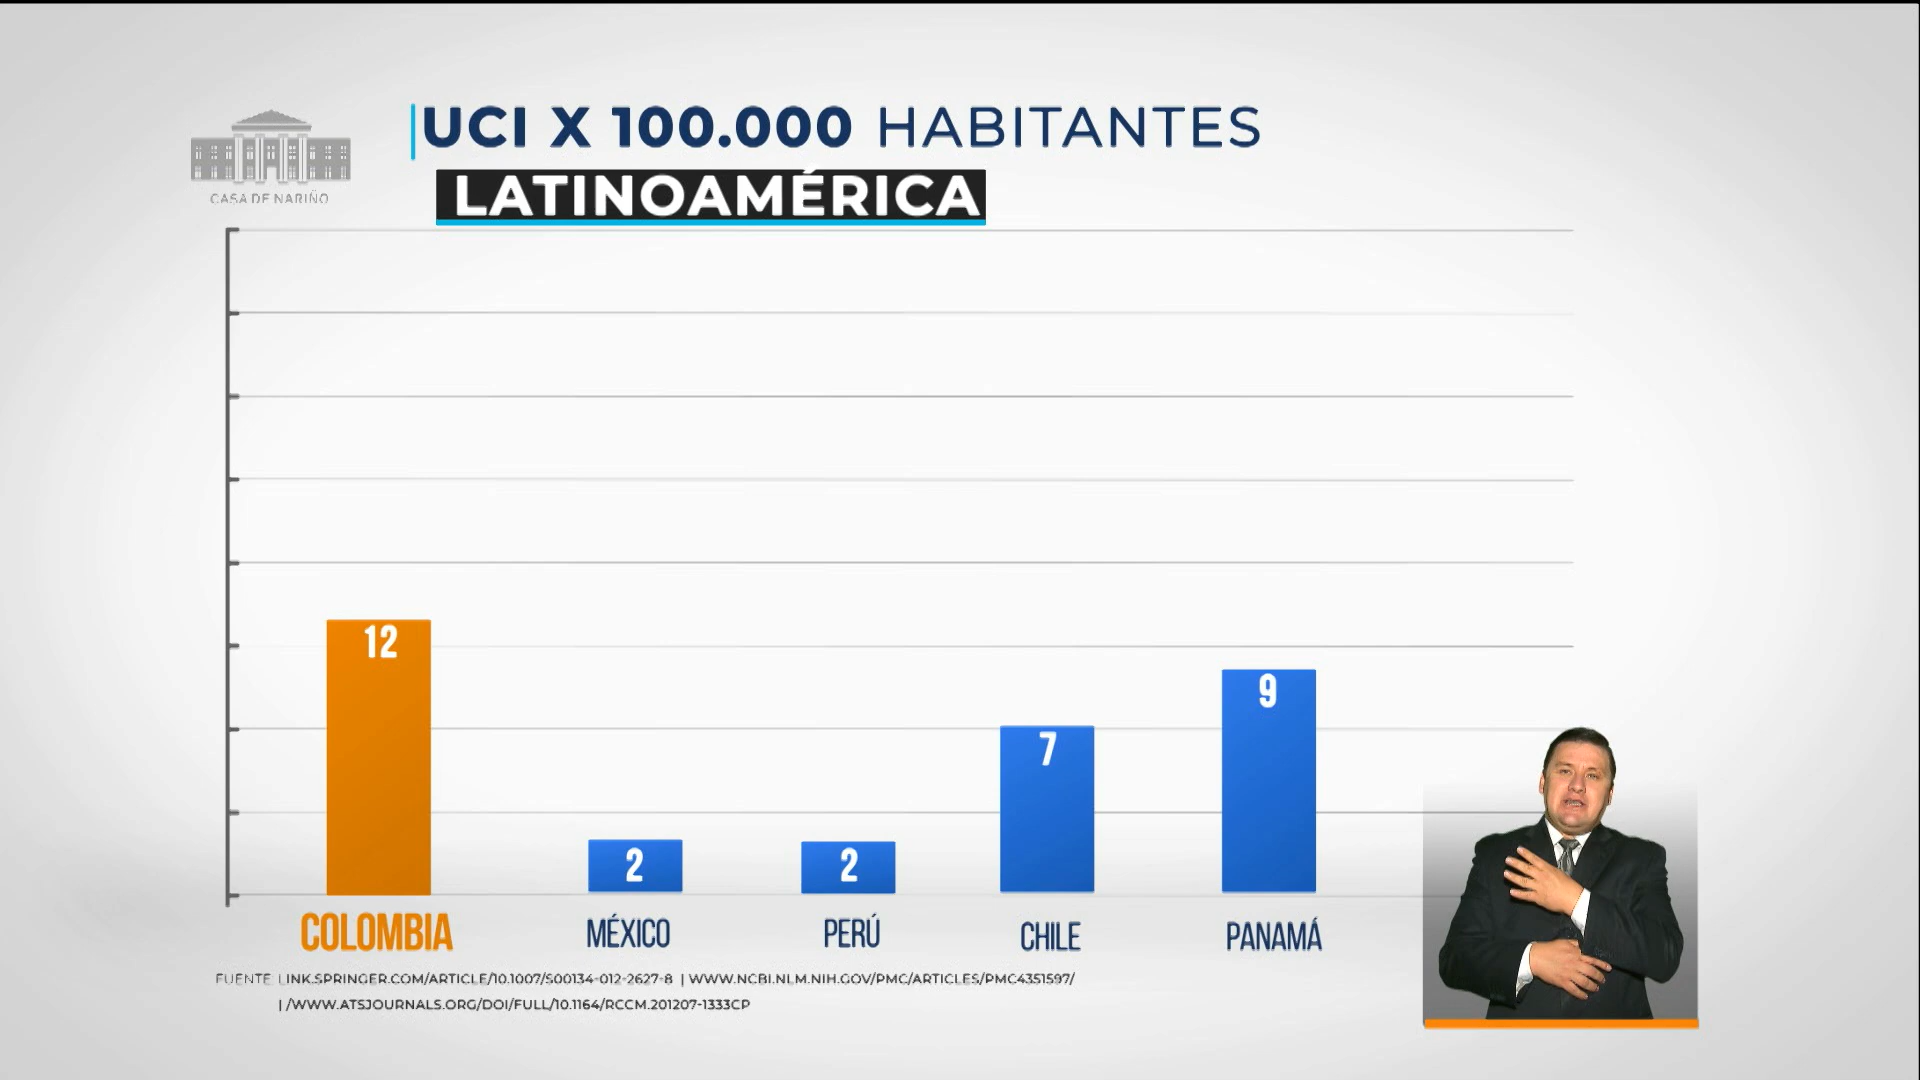 UCI X 100.000 HABITANTES
LATINOAMÉRICA
CASA DE NARIÑO
12
2
2
7
9
COLOMBIA
MÉXICO
PERÚ
CHILE
PANAMÁ
FUENTE: LINK.SPRINGER.COM/ARTICLE/10.1007/S00134-012-2627-8 | WWW.NCBI.NLM.NIH.GOV/PMC/ARTICLES/PMC4351597/
| /WWW.ATSJOURNALS.ORG/DOI/FULL/10.1164/RCCM.201207-1333CP